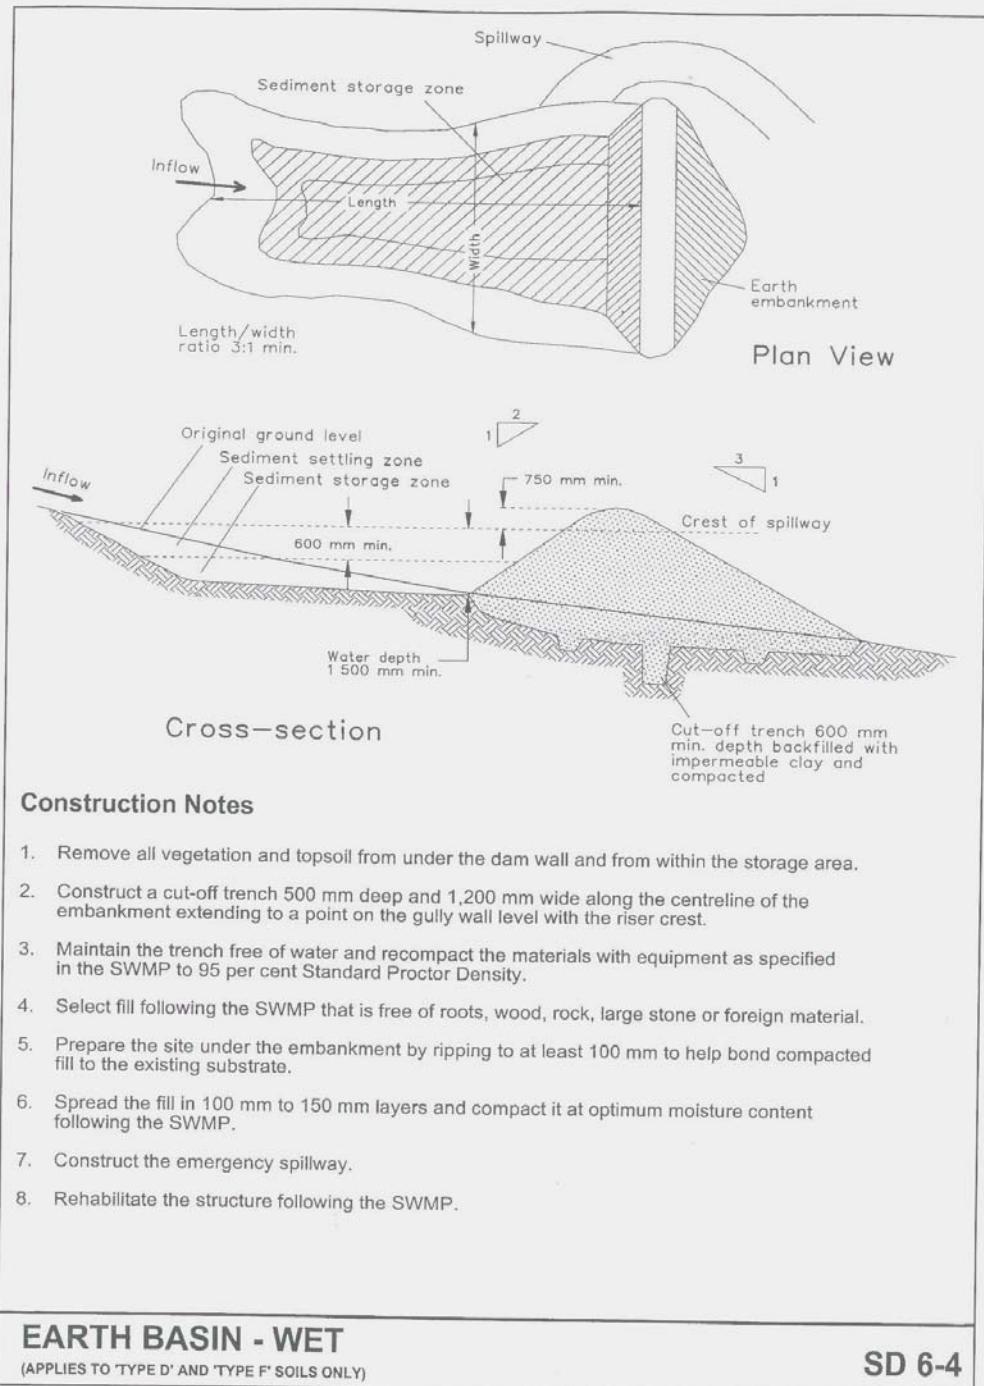 Spillway
Sediment storage zone
Inflow
Length
Width
Earth
embankment
Length/width
ratio 3:1 min.
Plan View
2
1
Original ground level
Sediment settling zone
Sediment storage zone
Inflow
750 mm min.
3
1
Crest of spillway
600 mm min.
Water depth
1 500 mm min.
Cross-section
Cut-off trench 600 mm
min. depth backfilled with
impermeable clay and
compacted
Construction Notes
1. Remove all vegetation and topsoil from under the dam wall and from within the storage area.
2. Construct a cut-off trench 500 mm deep and 1,200 mm wide along the centreline of the
embankment extending to a point on the gully wall level with the riser crest.
3. Maintain the trench free of water and recompact the materials with equipment as specified
in the SWMP to 95 per cent Standard Proctor Density.
4. Select fill following the SWMP that is free of roots, wood, rock, large stone or foreign material.
5. Prepare the site under the embankment by ripping to at least 100 mm to help bond compacted
fill to the existing substrate.
6. Spread the fill in 100 mm to 150 mm layers and compact it at optimum moisture content
following the SWMP.
7. Construct the emergency spillway.
8. Rehabilitate the structure following the SWMP.
EARTH BASIN - WET
(APPLIES TO 'TYPE D' AND 'TYPE F' SOILS ONLY)
SD 6-4